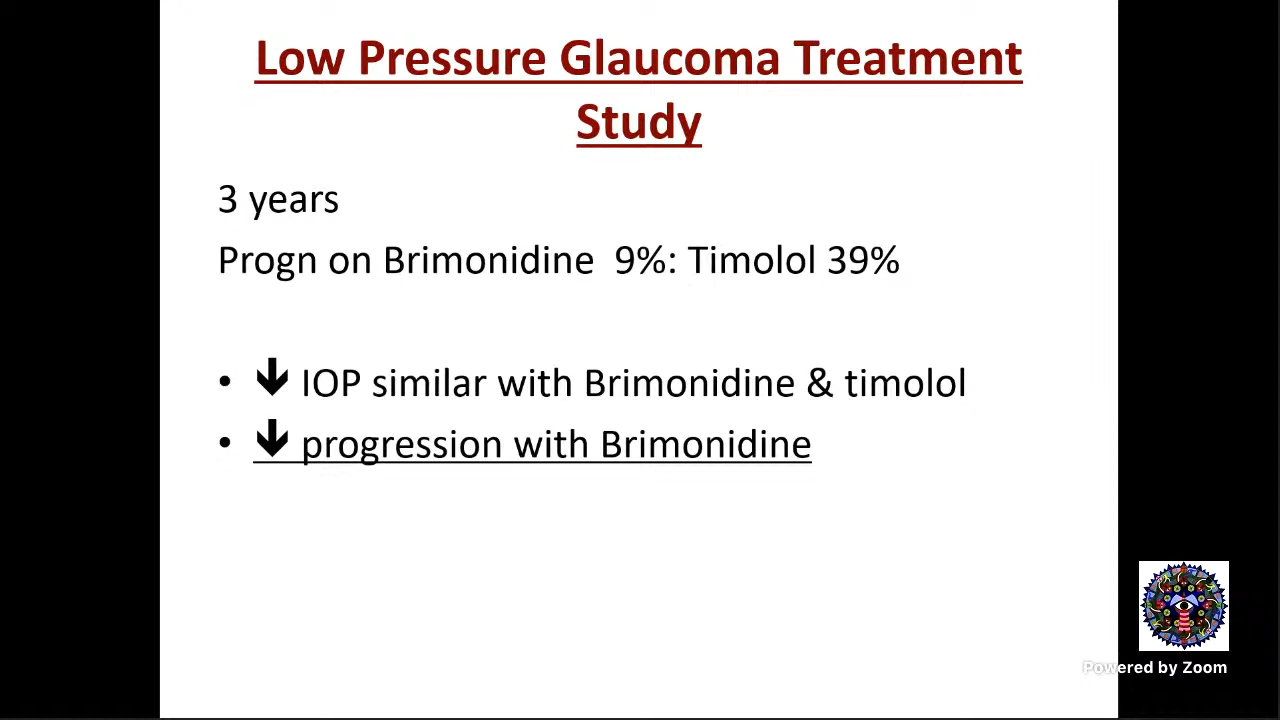 Low Pressure Glaucoma Treatment
Study
3 years
Progn on Brimonidine  9%: Timolol 39%
• 🡳 IOP similar with Brimonidine & timolol
• 🡳 progression with Brimonidine
Powered by Zoom